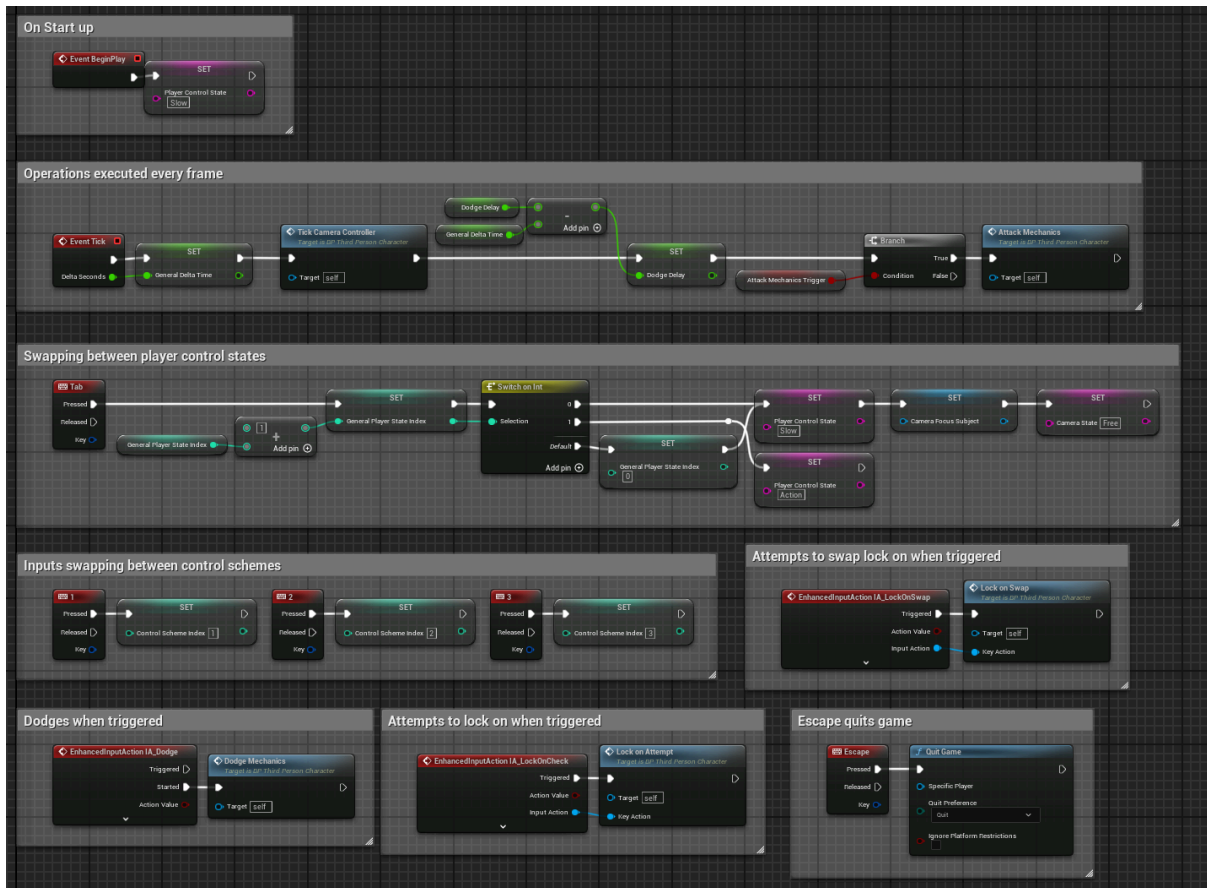 On Start up
Event BeginPlay
SET
Player Control State
Slow
Operations executed every frame
Event Tick
Delta Seconds
SET
General Delta Time
Tick Camera Controller
Target is BP Third Person Character
Target self
Dodge Delay
General Delta Time
-
Add pin
SET
Dodge Delay
Attack Mechanics Trigger
Branch
True
Condition
False
Attack Mechanics
Target is BP Third Person Character
Target self
Swapping between player control states
Tab
Pressed
Released
Key
General Player State Index
1
+
Add pin
SET
General Player State Index
Switch on Int
0
Selection
1
Default
Add pin
SET
General Player State Index
0
SET
Player Control State
Slow
SET
Player Control State
Action
SET
Camera Focus Subject
SET
Camera State Free
Inputs swapping between control schemes
1
Pressed
Released
Key
SET
Control Scheme Index 1
2
Pressed
Released
Key
SET
Control Scheme Index 2
3
Pressed
Released
Key
SET
Control Scheme Index 3
Attempts to swap lock on when triggered
EnhancedInputAction IA_LockOnSwap
Triggered
Action Value
Input Action
Lock on Swap
Target is BP Third Person Character
Target self
Key Action
Dodges when triggered
EnhancedInputAction IA_Dodge
Triggered
Started
Action Value
Dodge Mechanics
Target is BP Third Person Character
Target self
Attempts to lock on when triggered
EnhancedInputAction IA_LockOnCheck
Triggered
Action Value
Input Action
Lock on Attempt
Target is BP Third Person Character
Target self
Key Action
Escape quits game
Escape
Pressed
Released
Key
f Quit Game
Specific Player
Quit Preference
Quit
Ignore Platform Restrictions